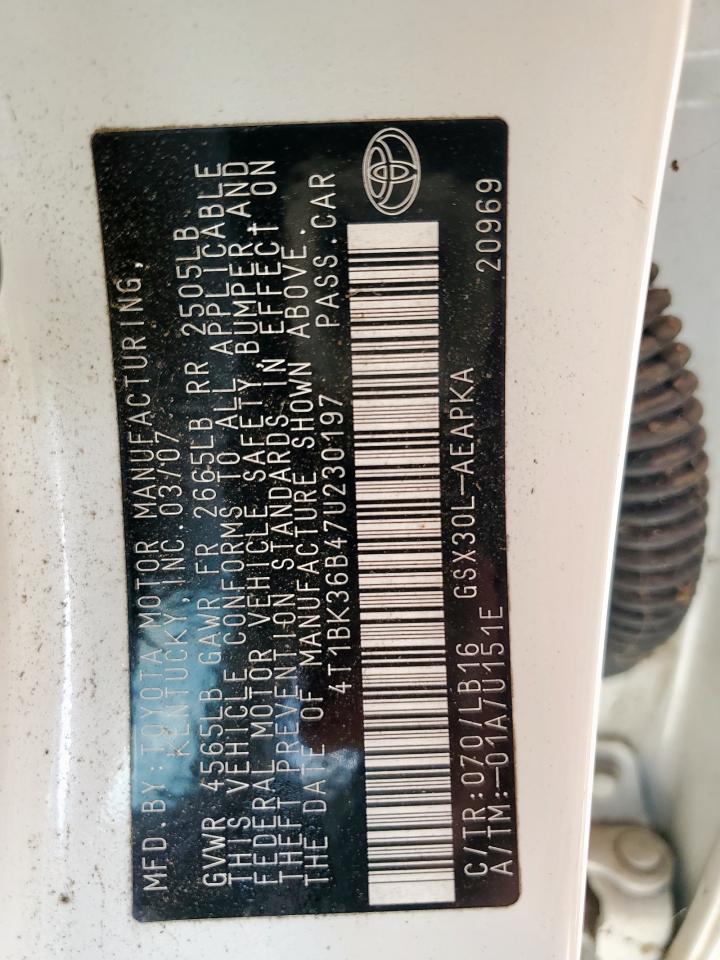 MFD.BY:TOYOTA MOTOR MANUFACTURING,
KENTUCKY,INC.03/07
GVWR 4565LB GAWR FR 2665LB RR 2505LB
THIS VEHICLE CONFORMS TO ALL APPLICABLE
FEDERAL MOTOR VEHICLE SAFETY, BUMPER, AND
THEFT PREVENTION STANDARDS IN EFFECT ON
THE DATE OF MANUFACTURE SHOWN ABOVE.
4T1BK36B47U230197 PASS.CAR
C/TR:070/LB16 GSX30L-AEAPKA 20969
A/TM:-01A/U151E